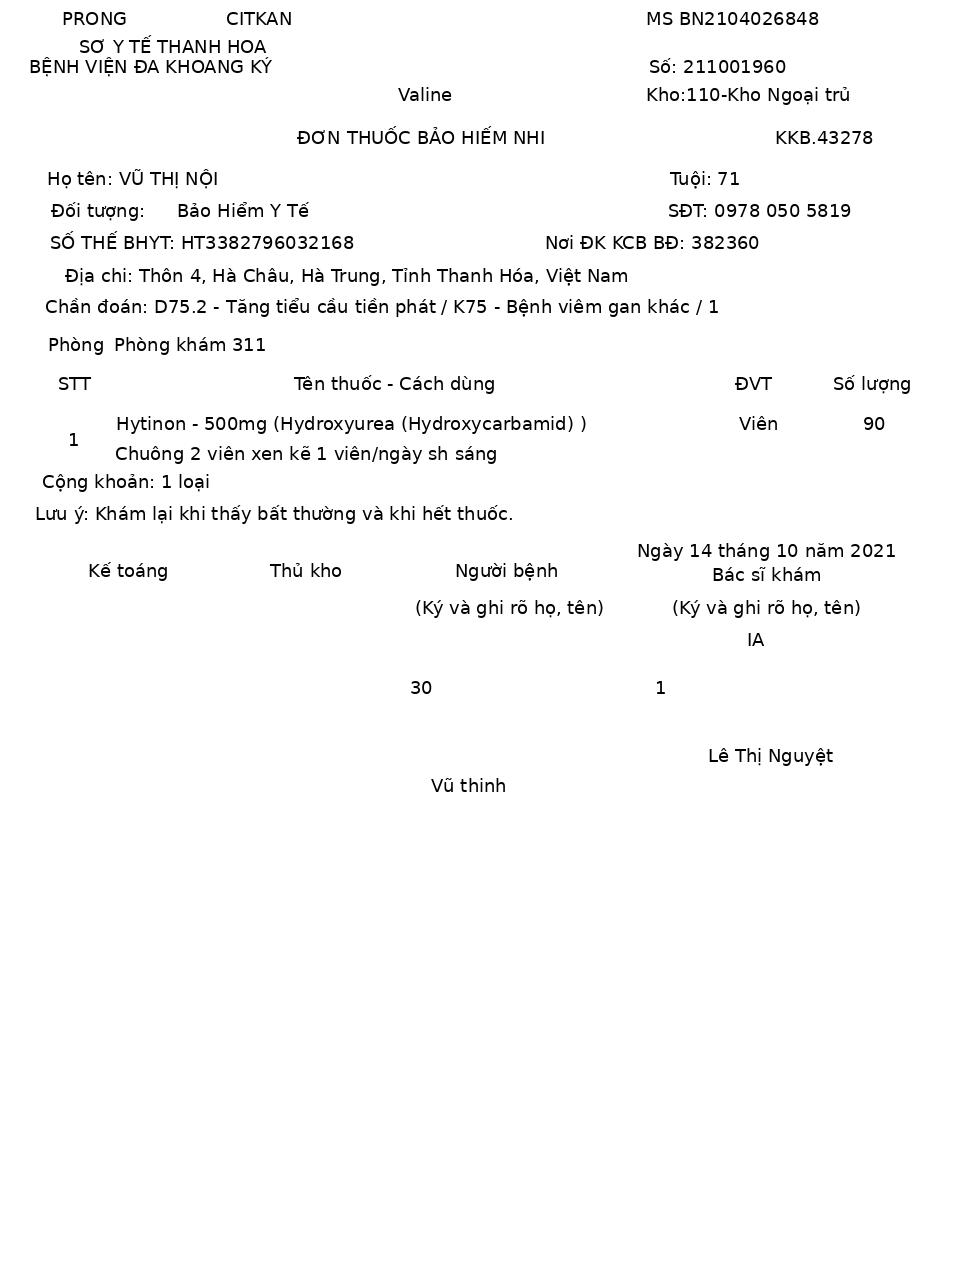 PRONG CITKAN MS BN2104026848
SƠ Y TẾ THANH HOA
BỆNH VIỆN ĐA KHOANG KÝ Số: 211001960
Valine Kho:110-Kho Ngoại trủ
ĐƠN THUỐC BẢO HIẾM NHI KKB.43278
Họ tên: VŨ THỊ NỘI Tuội: 71
Đối tượng: Bảo Hiểm Y Tế SĐT: 0978 050 5819
SỐ THẾ BHYT: HT3382796032168 Nơi ĐK KCB BĐ: 382360
Địa chi: Thôn 4, Hà Châu, Hà Trung, Tỉnh Thanh Hóa, Việt Nam
Chẩn đoán: D75.2 - Tăng tiểu cầu tiền phát / K75 - Bệnh viêm gan khác / 1
Phòng Phòng khám 311
STT Tên thuốc - Cách dùng ĐVT Số lượng
1 Hytinon - 500mg (Hydroxyurea (Hydroxycarbamid) ) Viên 90
Chuông 2 viên xen kẽ 1 viên/ngày sh sáng
Cộng khoản: 1 loại
Lưu ý: Khám lại khi thấy bất thường và khi hết thuốc.
Ngày 14 tháng 10 năm 2021
Kế toáng Thủ kho Người bệnh Bác sĩ khám
(Ký và ghi rõ họ, tên) (Ký và ghi rõ họ, tên)
IA
30 1
Lê Thị Nguyệt
Vũ thinh